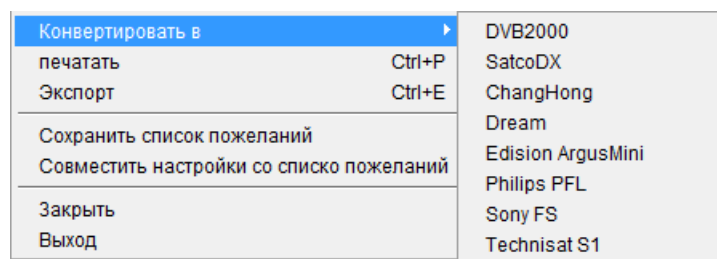 Конвертировать в
печатать Ctrl+P
Экспорт Ctrl+E
Сохранить список пожеланий
Совместить настройки со списко пожеланий
Закрыть
Выход
DVB2000
SatcoDX
ChangHong
Dream
Edision ArgusMini
Philips PFL
Sony FS
Technisat S1